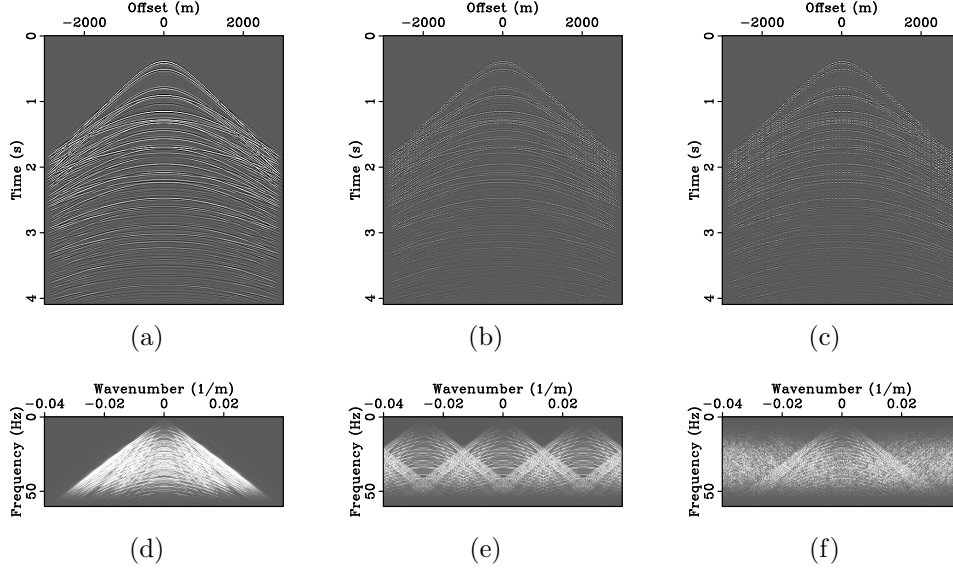 Offset (m) Offset (m) Offset (m)
−2000 0 2000 −2000 0 2000 −2000 0 2000
0 0 0
1 1 1
2 2 2
3 3 3
4 4 4
Time (s) Time (s) Time (s)
(a) (b) (c)
Wavenumber (1/m) Wavenumber (1/m) Wavenumber (1/m)
−0.04 −0.02 0 0.02 −0.04 −0.02 0 0.02 −0.04 −0.02 0 0.02
0 0 0
50 50 50
Frequency (Hz) Frequency (Hz) Frequency (Hz)
(d) (e) (f)